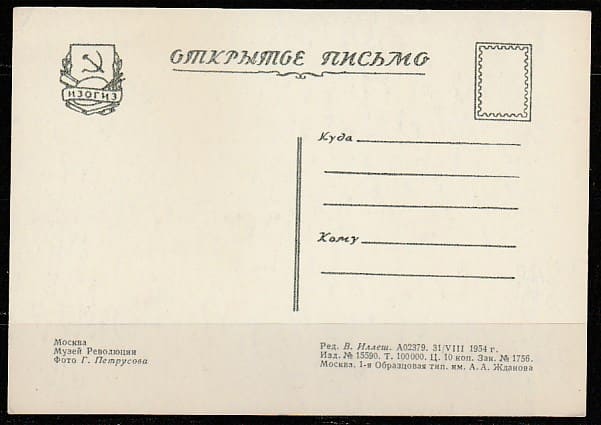 ОТКРЫТОЕ ПИСЬМО
ИЗОГИЗ
Куда
Кому
Москва
Музей Революции
Фото Г. Петрусова
Ред. В. Иллеш. А02379. 31/VIII 1954 г.
Изд. № 15590. Т. 100000. Ц. 10 коп. Зак. № 1756.
Москва. 1-я Образцовая тип. им. А. А. Жданова